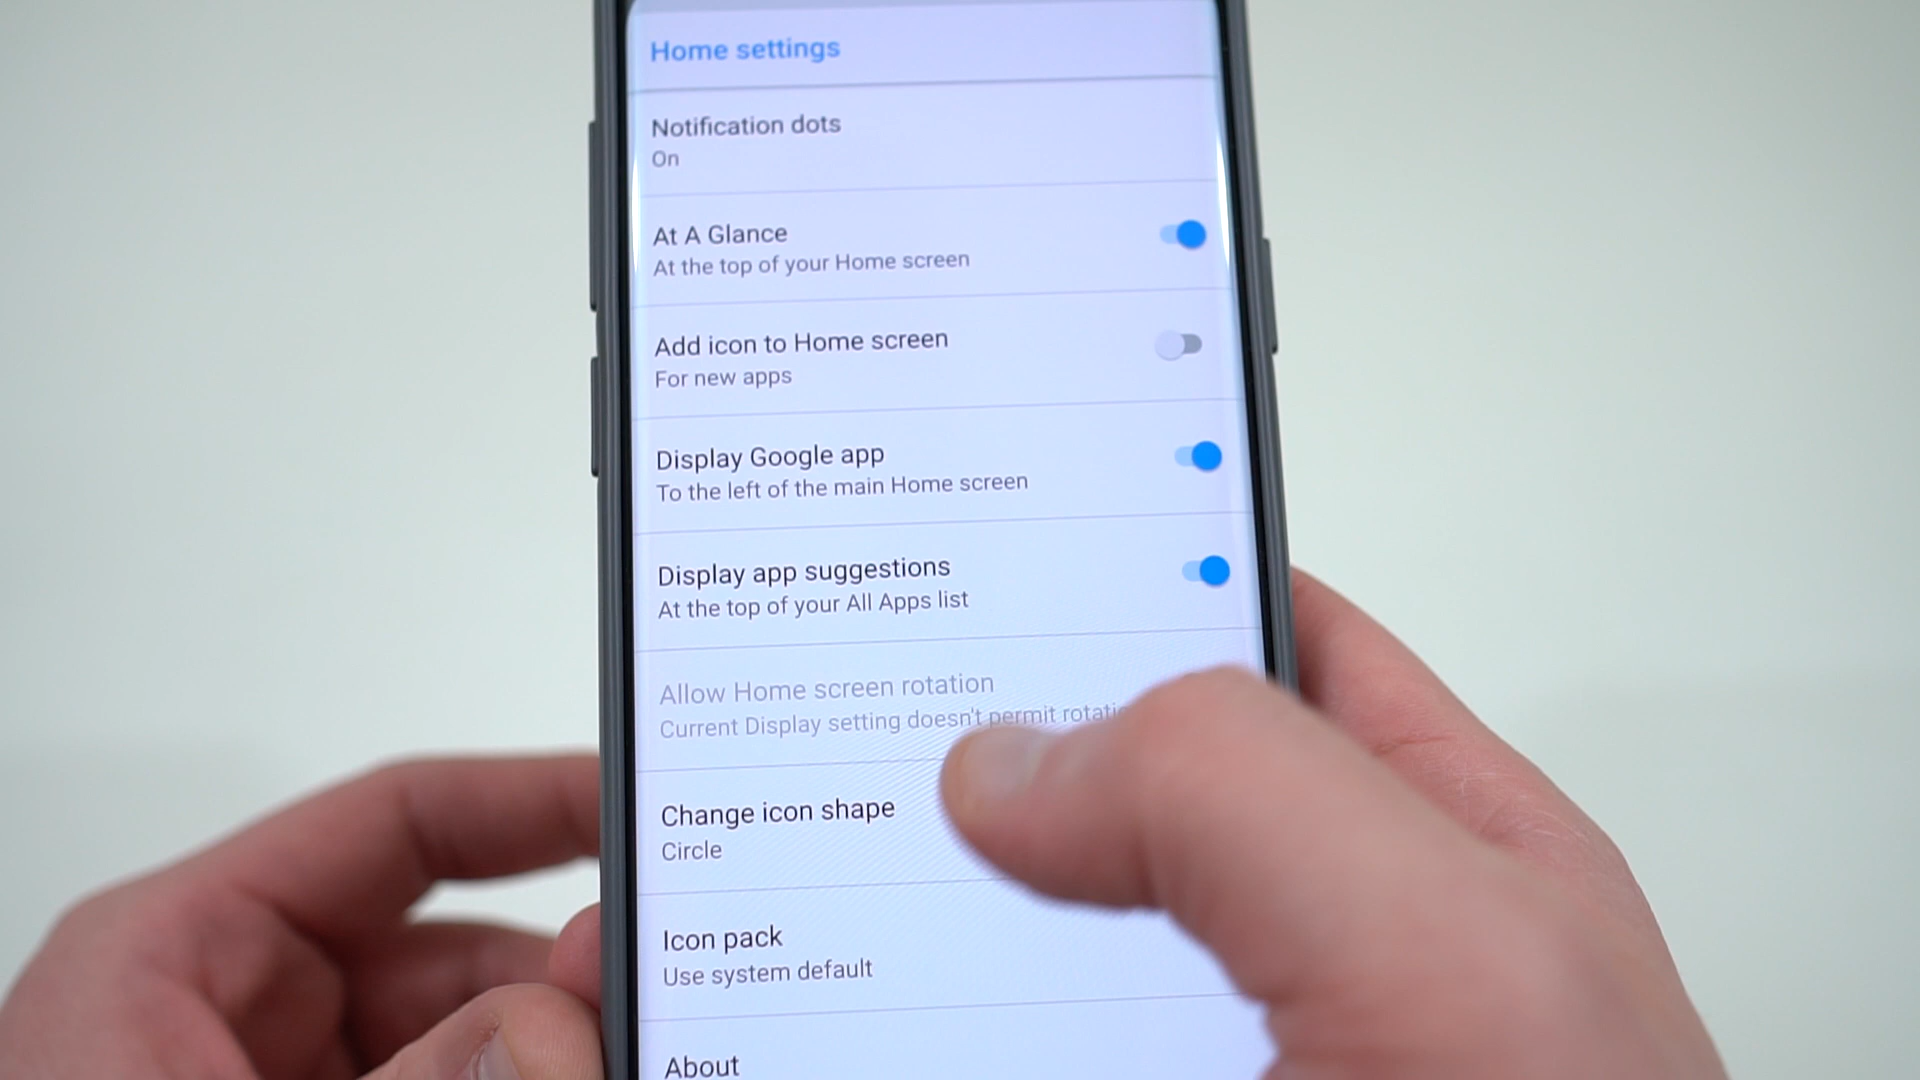 Home settings
Notification dots
On
At A Glance
At the top of your Home screen
Add icon to Home screen
For new apps
Display Google app
To the left of the main Home screen
Display app suggestions
At the top of your All Apps list
Allow Home screen rotation
Current Display setting doesn't permit
Change icon shape
Circle
Icon pack
Use system default
About